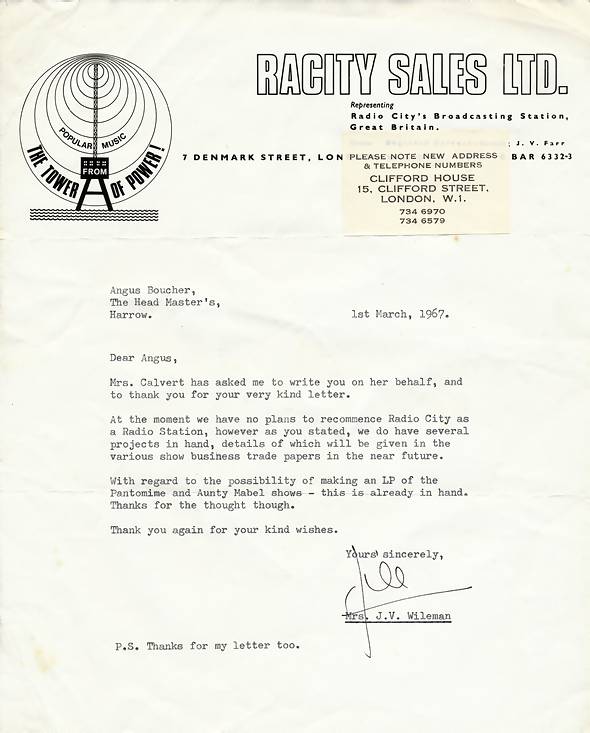 RACITY SALES LTD.
Representing
Radio City's Broadcasting Station,
Great Britain.
J. V. Farr
POPULAR MUSIC
THE TOWER OF POWER!
FROM
7 DENMARK STREET, LON
BAR 6332-3
PLEASE NOTE NEW ADDRESS
& TELEPHONE NUMBERS
CLIFFORD HOUSE
15, CLIFFORD STREET,
LONDON, W.1.
734 6970
734 6579
Angus Boucher,
The Head Master's,
Harrow.
1st March, 1967.
Dear Angus,
Mrs. Calvert has asked me to write you on her behalf, and
to thank you for your very kind letter.
At the moment we have no plans to recommence Radio City as
a Radio Station, however as you stated, we do have several
projects in hand, details of which will be given in the
various show business trade papers in the near future.
With regard to the possibility of making an LP of the
Pantomime and Aunty Mabel shows - this is already in hand.
Thanks for the thought though.
Thank you again for your kind wishes.
Yours sincerely,
Jill
Mrs. J.V. Wileman
P.S. Thanks for my letter too.